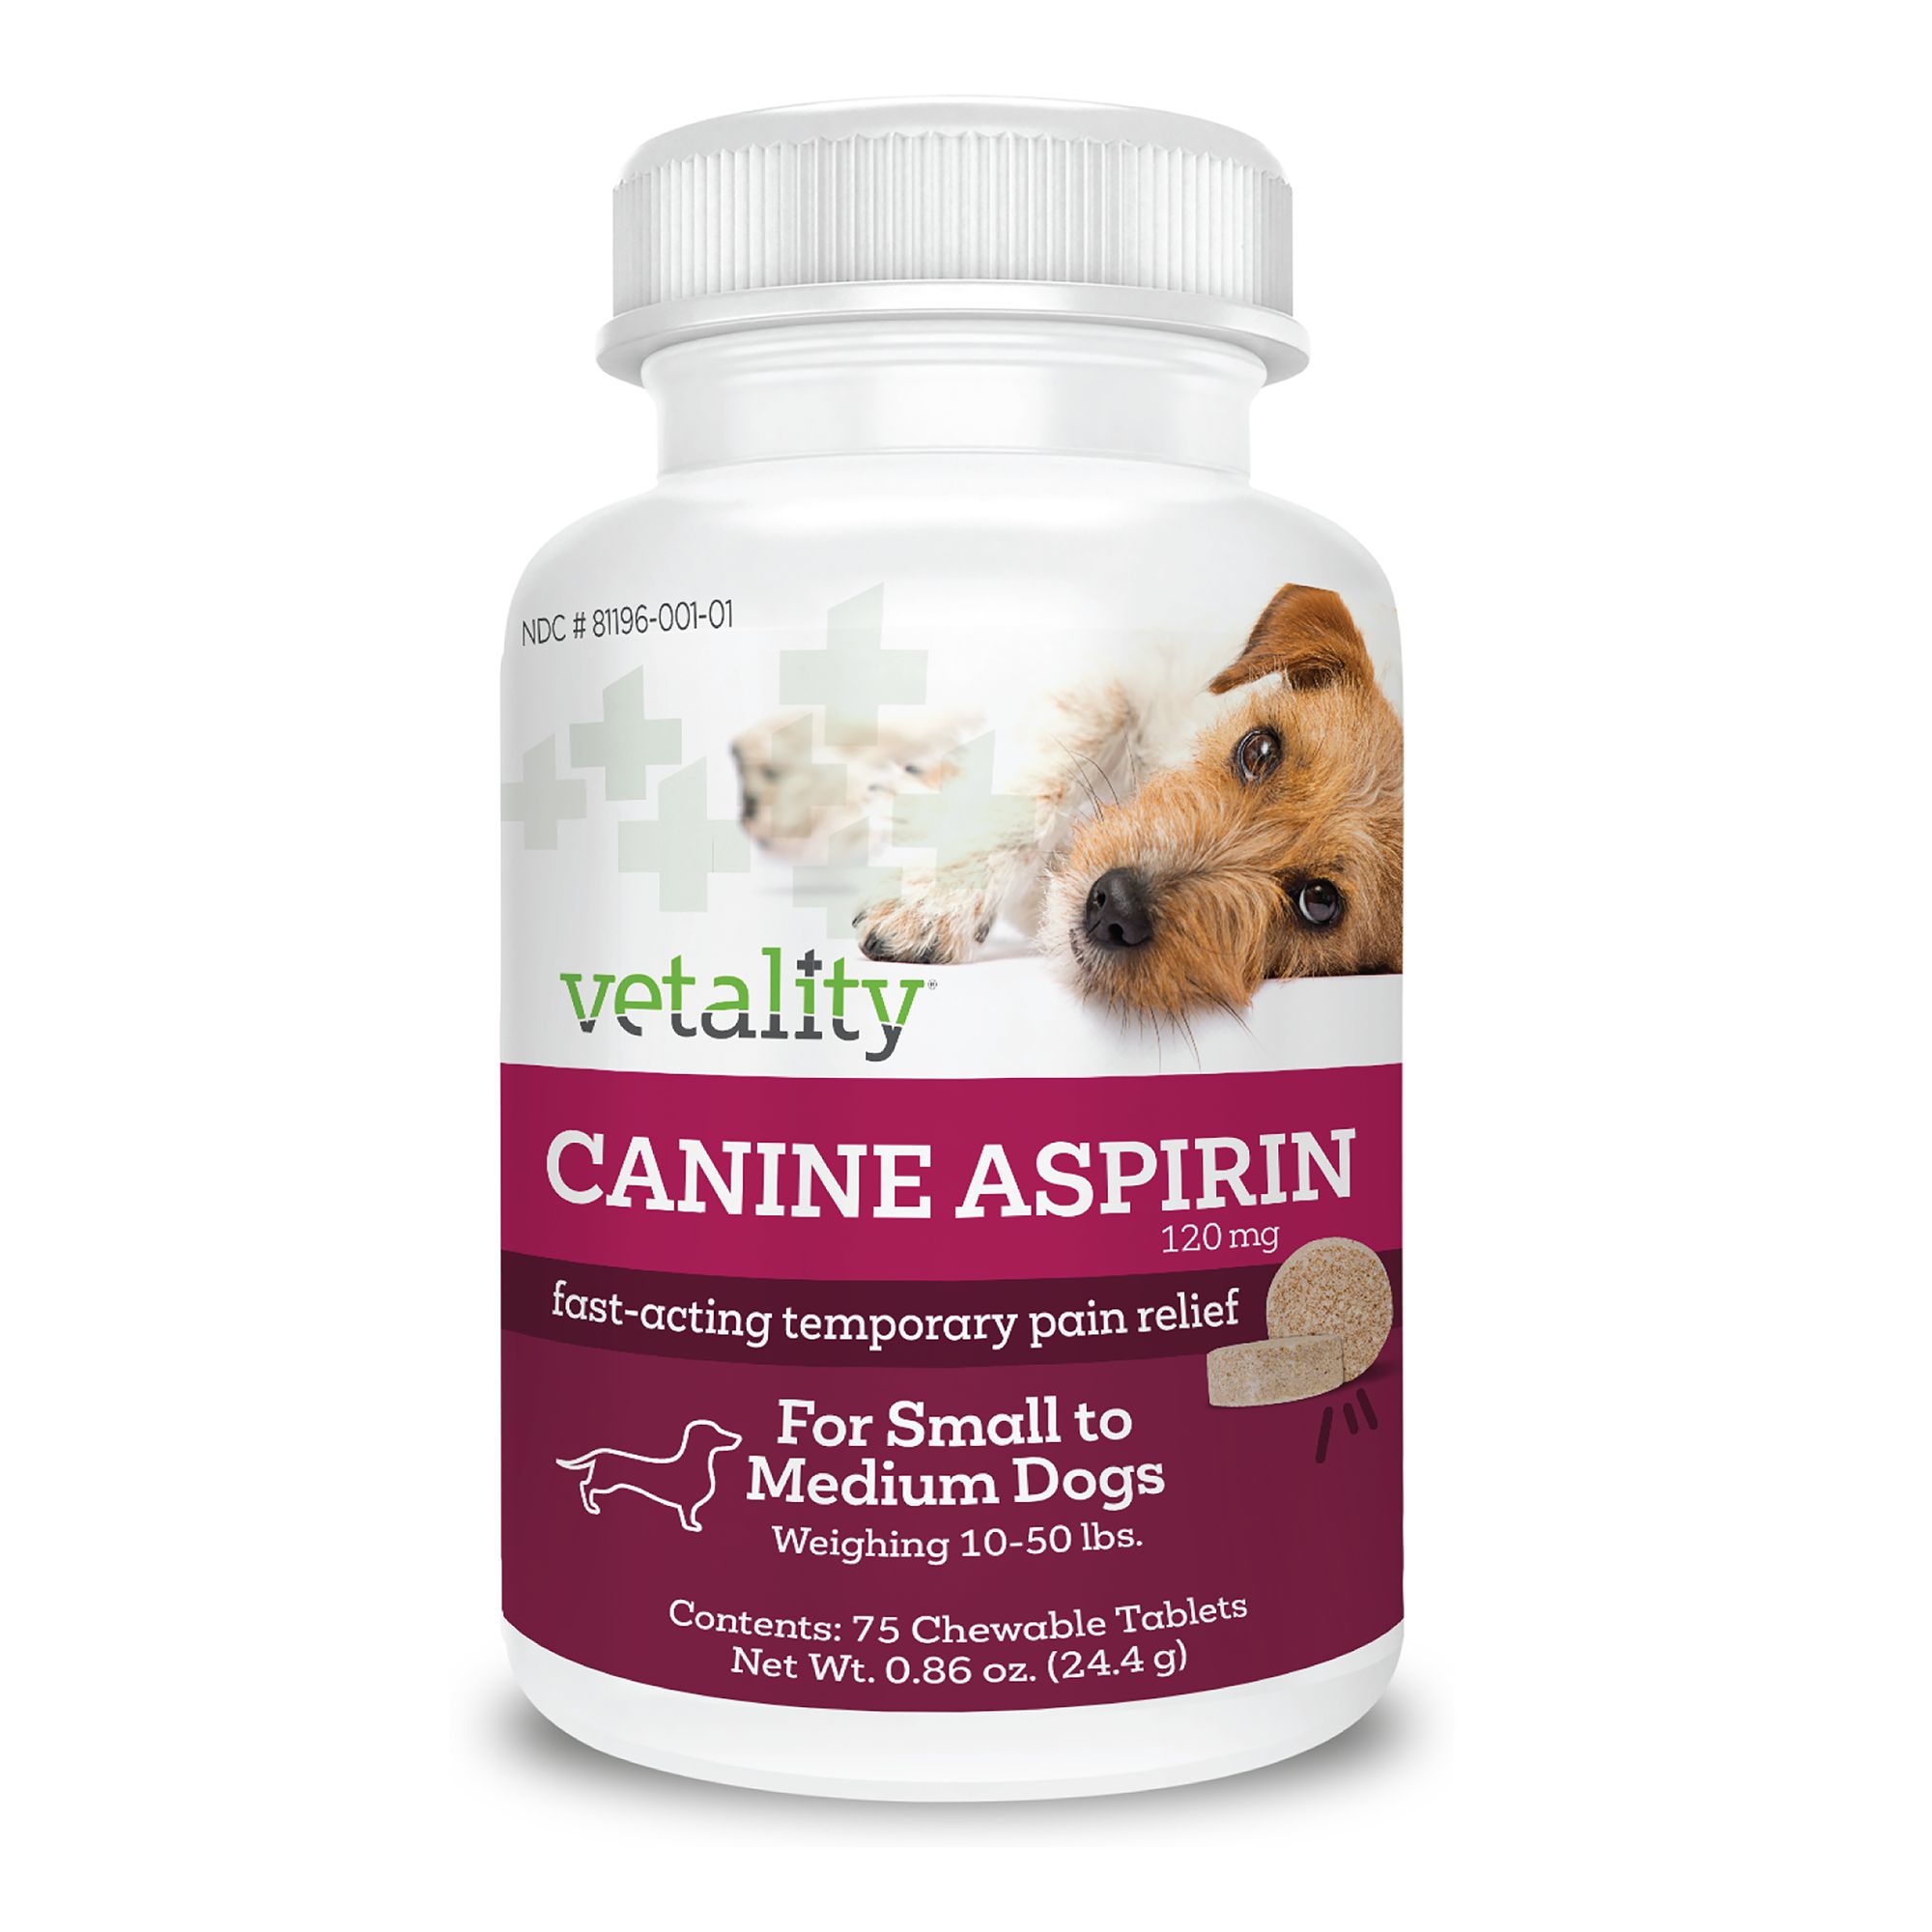 NDC # 81196-001-01
vetality®
CANINE ASPIRIN
120 mg
fast-acting temporary pain relief
For Small to
Medium Dogs
Weighing 10-50 lbs.
Contents: 75 Chewable Tablets
Net Wt. 0.86 oz. (24.4 g)